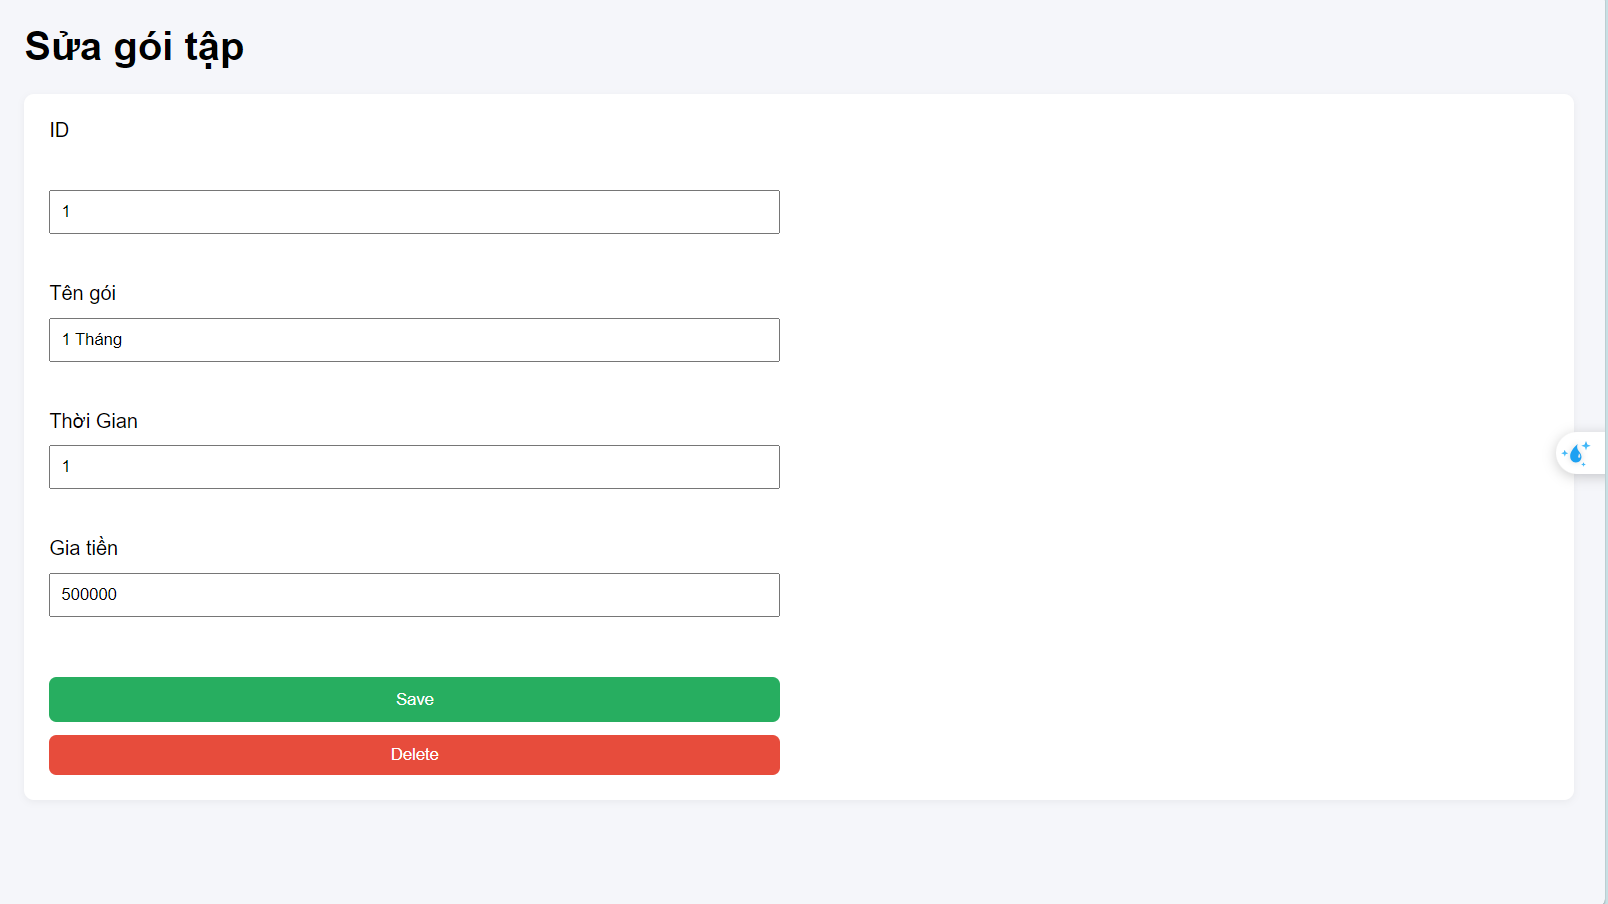 Sửa gói tập
ID
1
Tên gói
1 Tháng
Thời Gian
1
Gia tiền
500000
Save
Delete